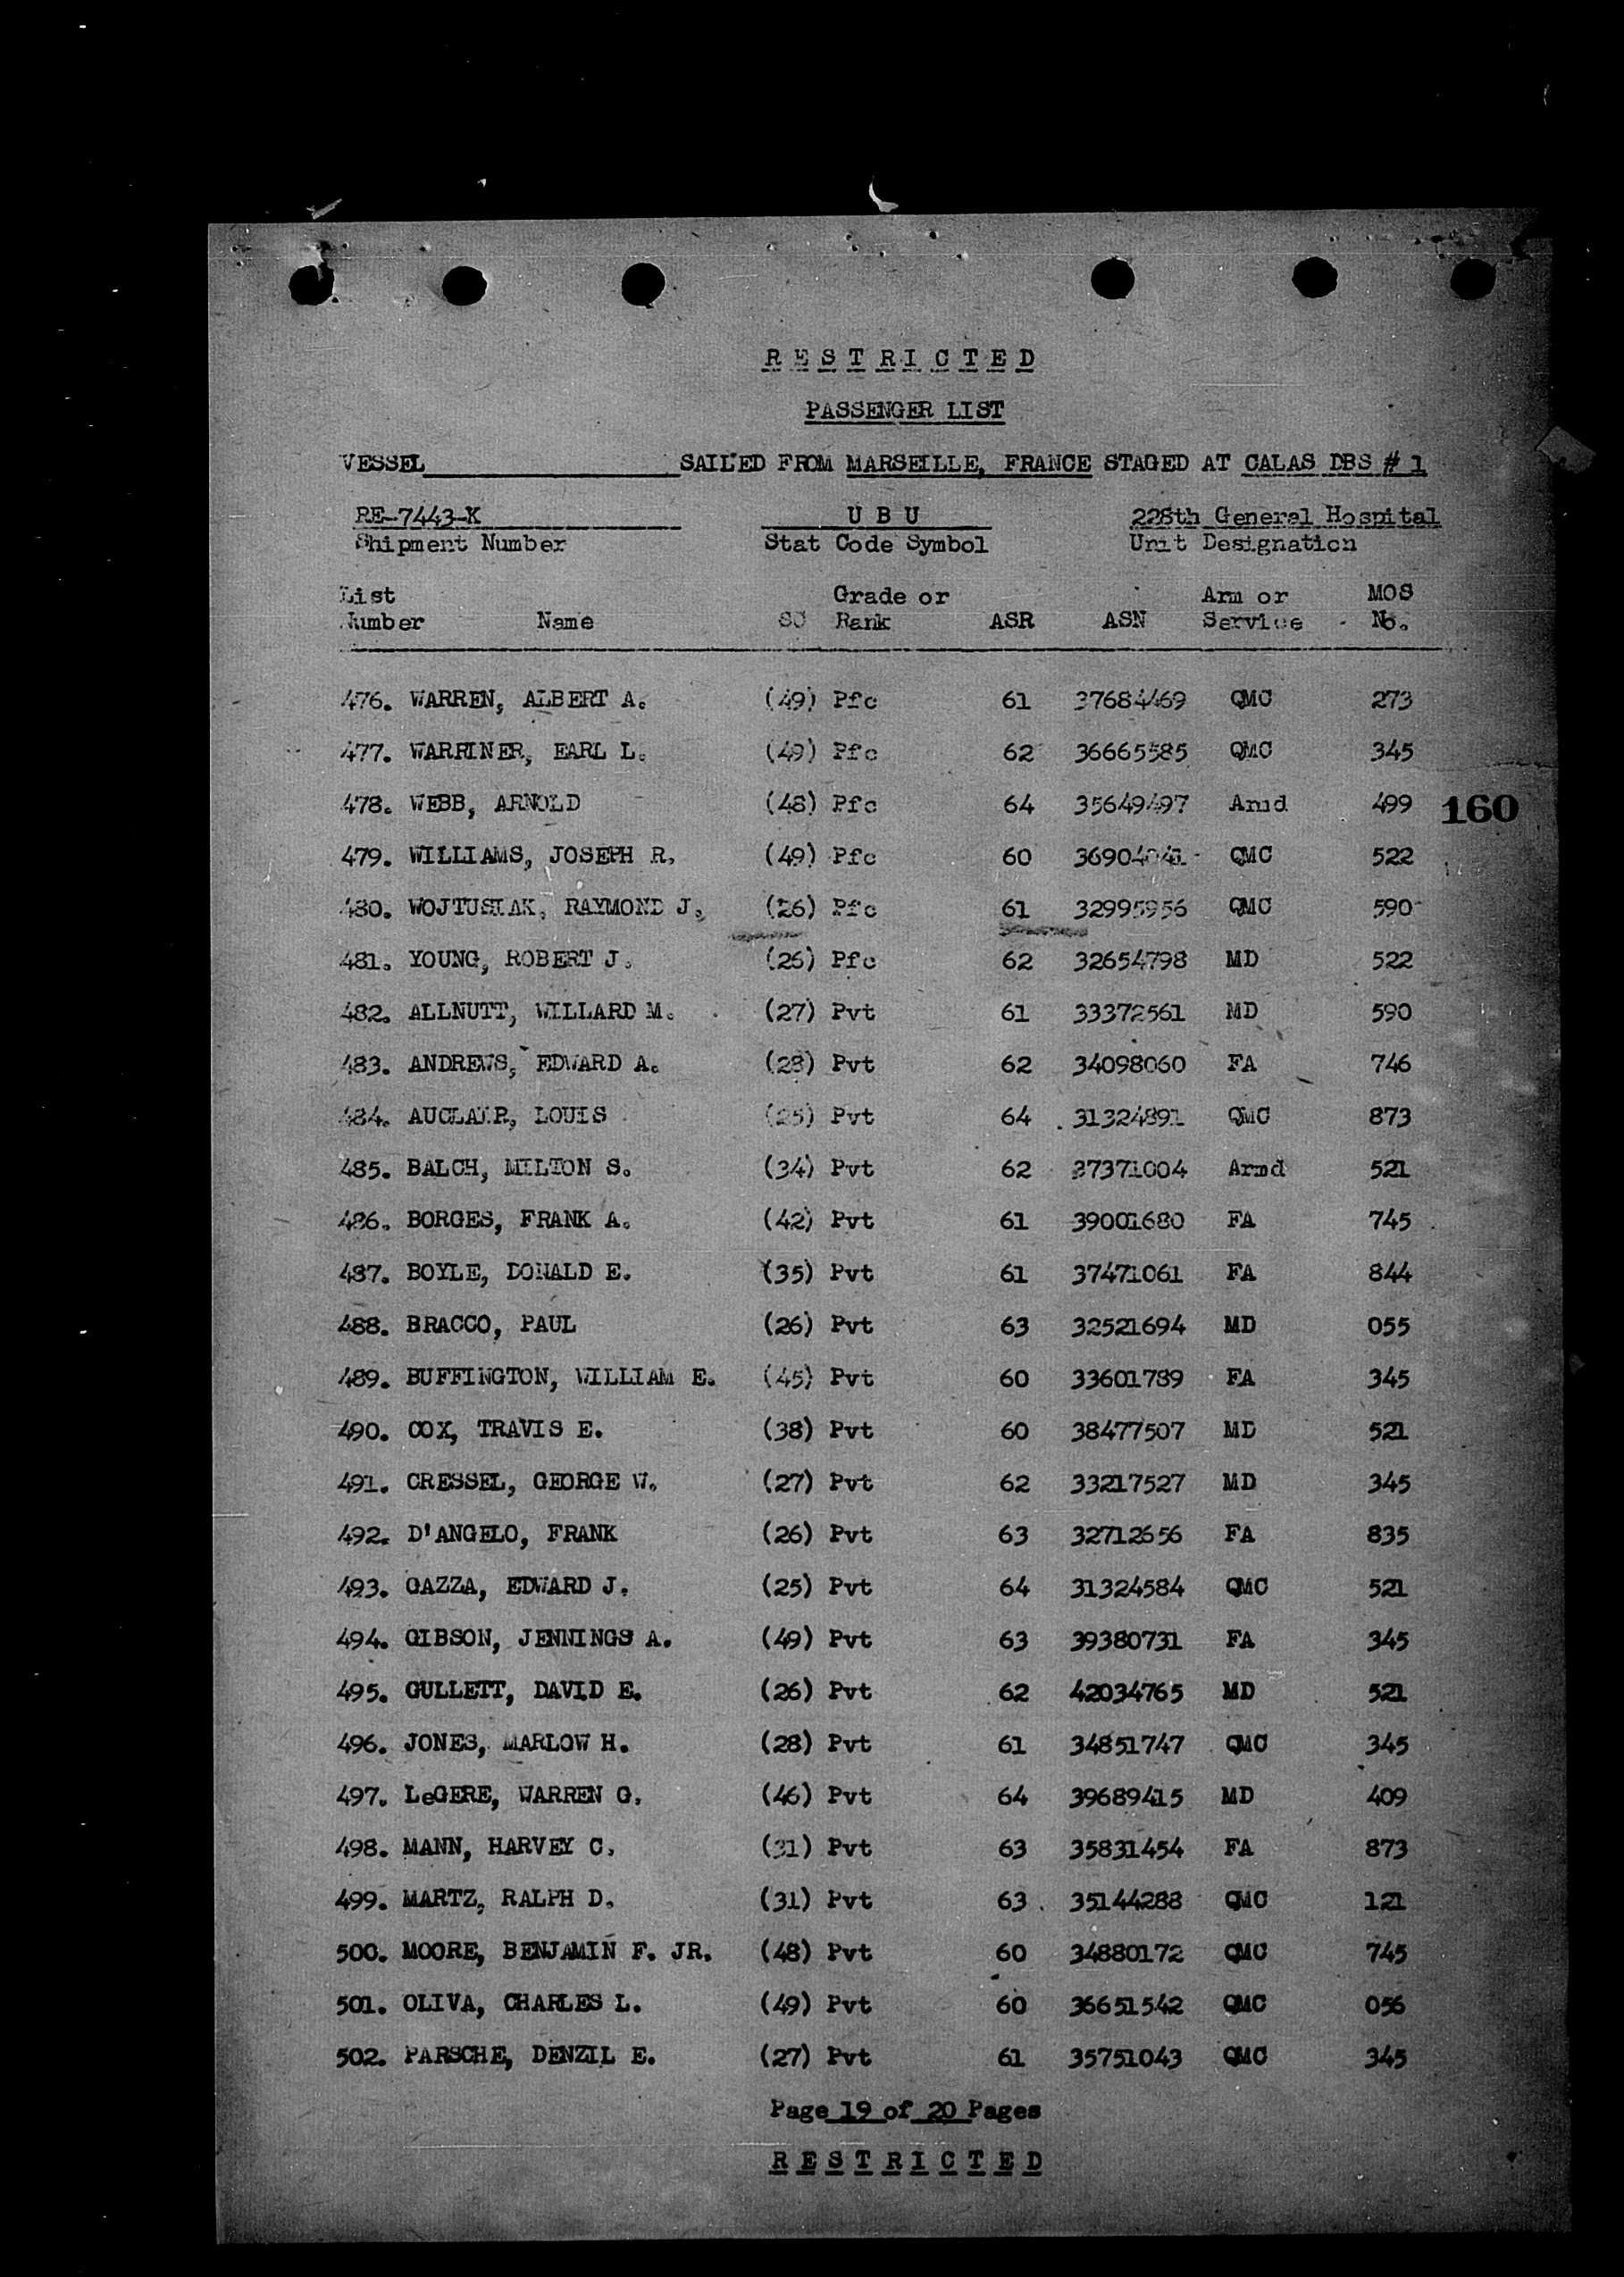 RESTRICTED
PASSENGER LIST
VESSEL SAILED FROM MARSEILLE, FRANCE STAGED AT CALAS DBS # 1
RE-7443-K U B U 228th General Hospital
Shipment Number Stat Code Symbol Unit Designation
List Grade or Arm or MOS
Number Name SC Rank ASR ASN Service No.
476. WARREN, ALBERT A. (49) Pfc 61 37684469 QMC 273
477. WARRINER, EARL L. (49) Pfc 62 36665585 QMC 345
478. WEBB, ARNOLD (48) Pfc 64 35649497 Armd 499
160
479. WILLIAMS, JOSEPH R. (49) Pfc 60 QMC 522
480. WOJTUSIAK, RAYMOND J. (26) Pfc 61 32995956 QMC 590
481. YOUNG, ROBERT J. (26) Pfc 62 32654798 MD 522
482. ALLNUTT, WILLARD M. (27) Pvt 61 33372561 MD 590
483. ANDREWS, EDWARD A. (28) Pvt 62 34098060 FA 746
484. AUCLAIR, LOUIS (25) Pvt 64 31324891 QMC 873
485. BALCH, MILTON S. (34) Pvt 62 37371004 Armd 521
486. BORGES, FRANK A. (42) Pvt 61 39001680 FA 745
487. BOYLE, DONALD E. (35) Pvt 61 37471061 FA 844
488. BRACCO, PAUL (26) Pvt 63 32521694 MD 055
489. BUFFINGTON, WILLIAM E. (45) Pvt 60 33601789 FA 345
490. COX, TRAVIS E. (38) Pvt 60 38477507 MD 521
491. CRESSEL, GEORGE W. (27) Pvt 62 33217527 MD 345
492. D'ANGELO, FRANK (26) Pvt 63 32712656 FA 835
493. GAZZA, EDWARD J. (25) Pvt 64 31324584 QMC 521
494. GIBSON, JENNINGS A. (49) Pvt 63 39380731 FA 345
495. GULLETT, DAVID E. (26) Pvt 62 42034765 MD 521
496. JONES, MARLOW H. (28) Pvt 61 34851747 QMC 345
497. LeGERE, WARREN G. (46) Pvt 64 39689415 MD 409
498. MANN, HARVEY C. (31) Pvt 63 35831454 FA 873
499. MARTZ, RALPH D. (31) Pvt 63 35144288 QMC 121
500. MOORE, BENJAMIN F. JR. (48) Pvt 60 34880172 QMC 745
501. OLIVA, CHARLES L. (49) Pvt 60 36651542 QMC 056
502. PARSCHE, DENZIL E. (27) Pvt 61 35751043 QMC 345
Page 19 of 20 Pages
RESTRICTED